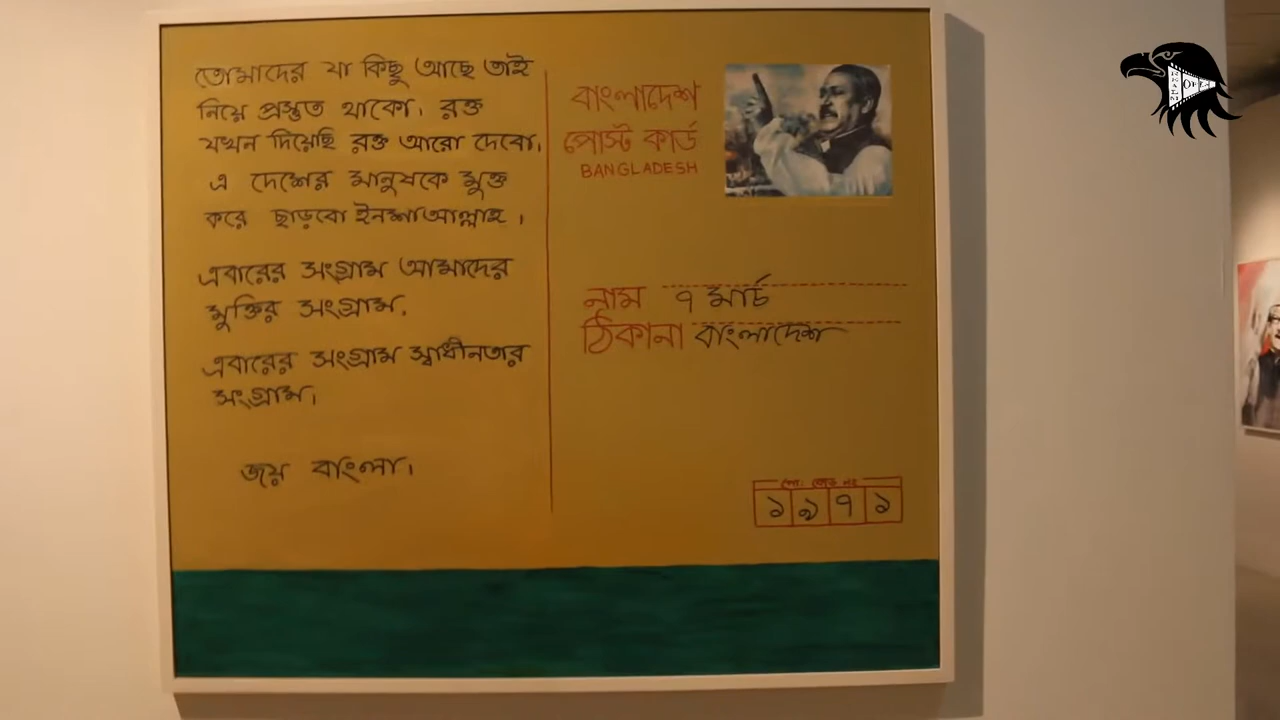 তোমাদের যা কিছু আছে তাই
নিয়ে প্রস্তুত থাকো। রক্ত
যখন দিয়েছি রক্ত আরো দেবো।
এ দেশের মানুষকে মুক্ত
করে ছাড়বো ইনশাআল্লাহ।
এবারের সংগ্রাম আমাদের
মুক্তির সংগ্রাম.
এবারের সংগ্রাম স্বাধীনতার
সংগ্রাম।
জয় বাংলা।
বাংলাদেশ
পোস্ট কার্ড
BANGLADESH
নাম ৭ মার্চ
ঠিকানা বাংলাদেশ
পো: কোড নং
১৯৭১